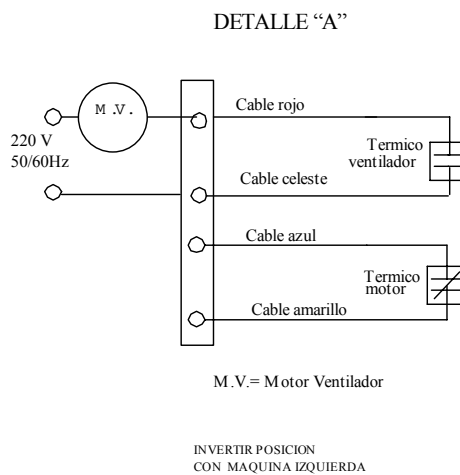 DETALLE “A”
M.V.
Cable rojo
220 V
50/60Hz
Termico
ventilador
Cable celeste
Cable azul
Termico
motor
Cable amarillo
M.V.= Motor Ventilador
INVERTIR POSICION
CON MAQUINA IZQUIERDA